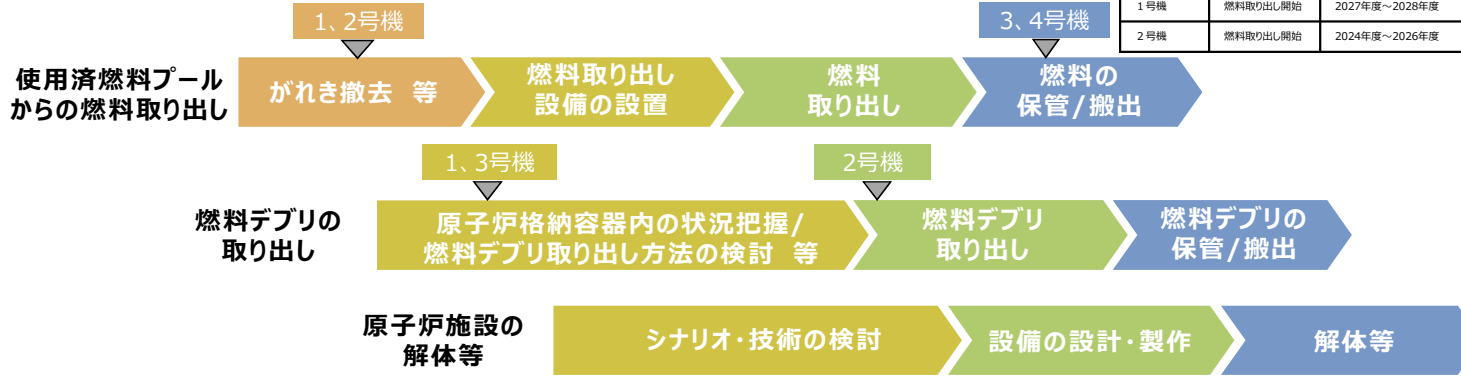 1号機 燃料取り出し開始 2027年度～2028年度
2号機 燃料取り出し開始 2024年度～2026年度
1、2号機
3、4号機
使用済燃料プール
からの燃料取り出し
がれき撤去 等
燃料取り出し
設備の設置
燃料
取り出し
燃料の
保管/搬出
1、3号機
2号機
燃料デブリの
取り出し
原子炉格納容器内の状況把握/
燃料デブリ取り出し方法の検討 等
燃料デブリ
取り出し
燃料デブリの
保管/搬出
原子炉施設の
解体等
シナリオ・技術の検討
設備の設計・製作
解体等